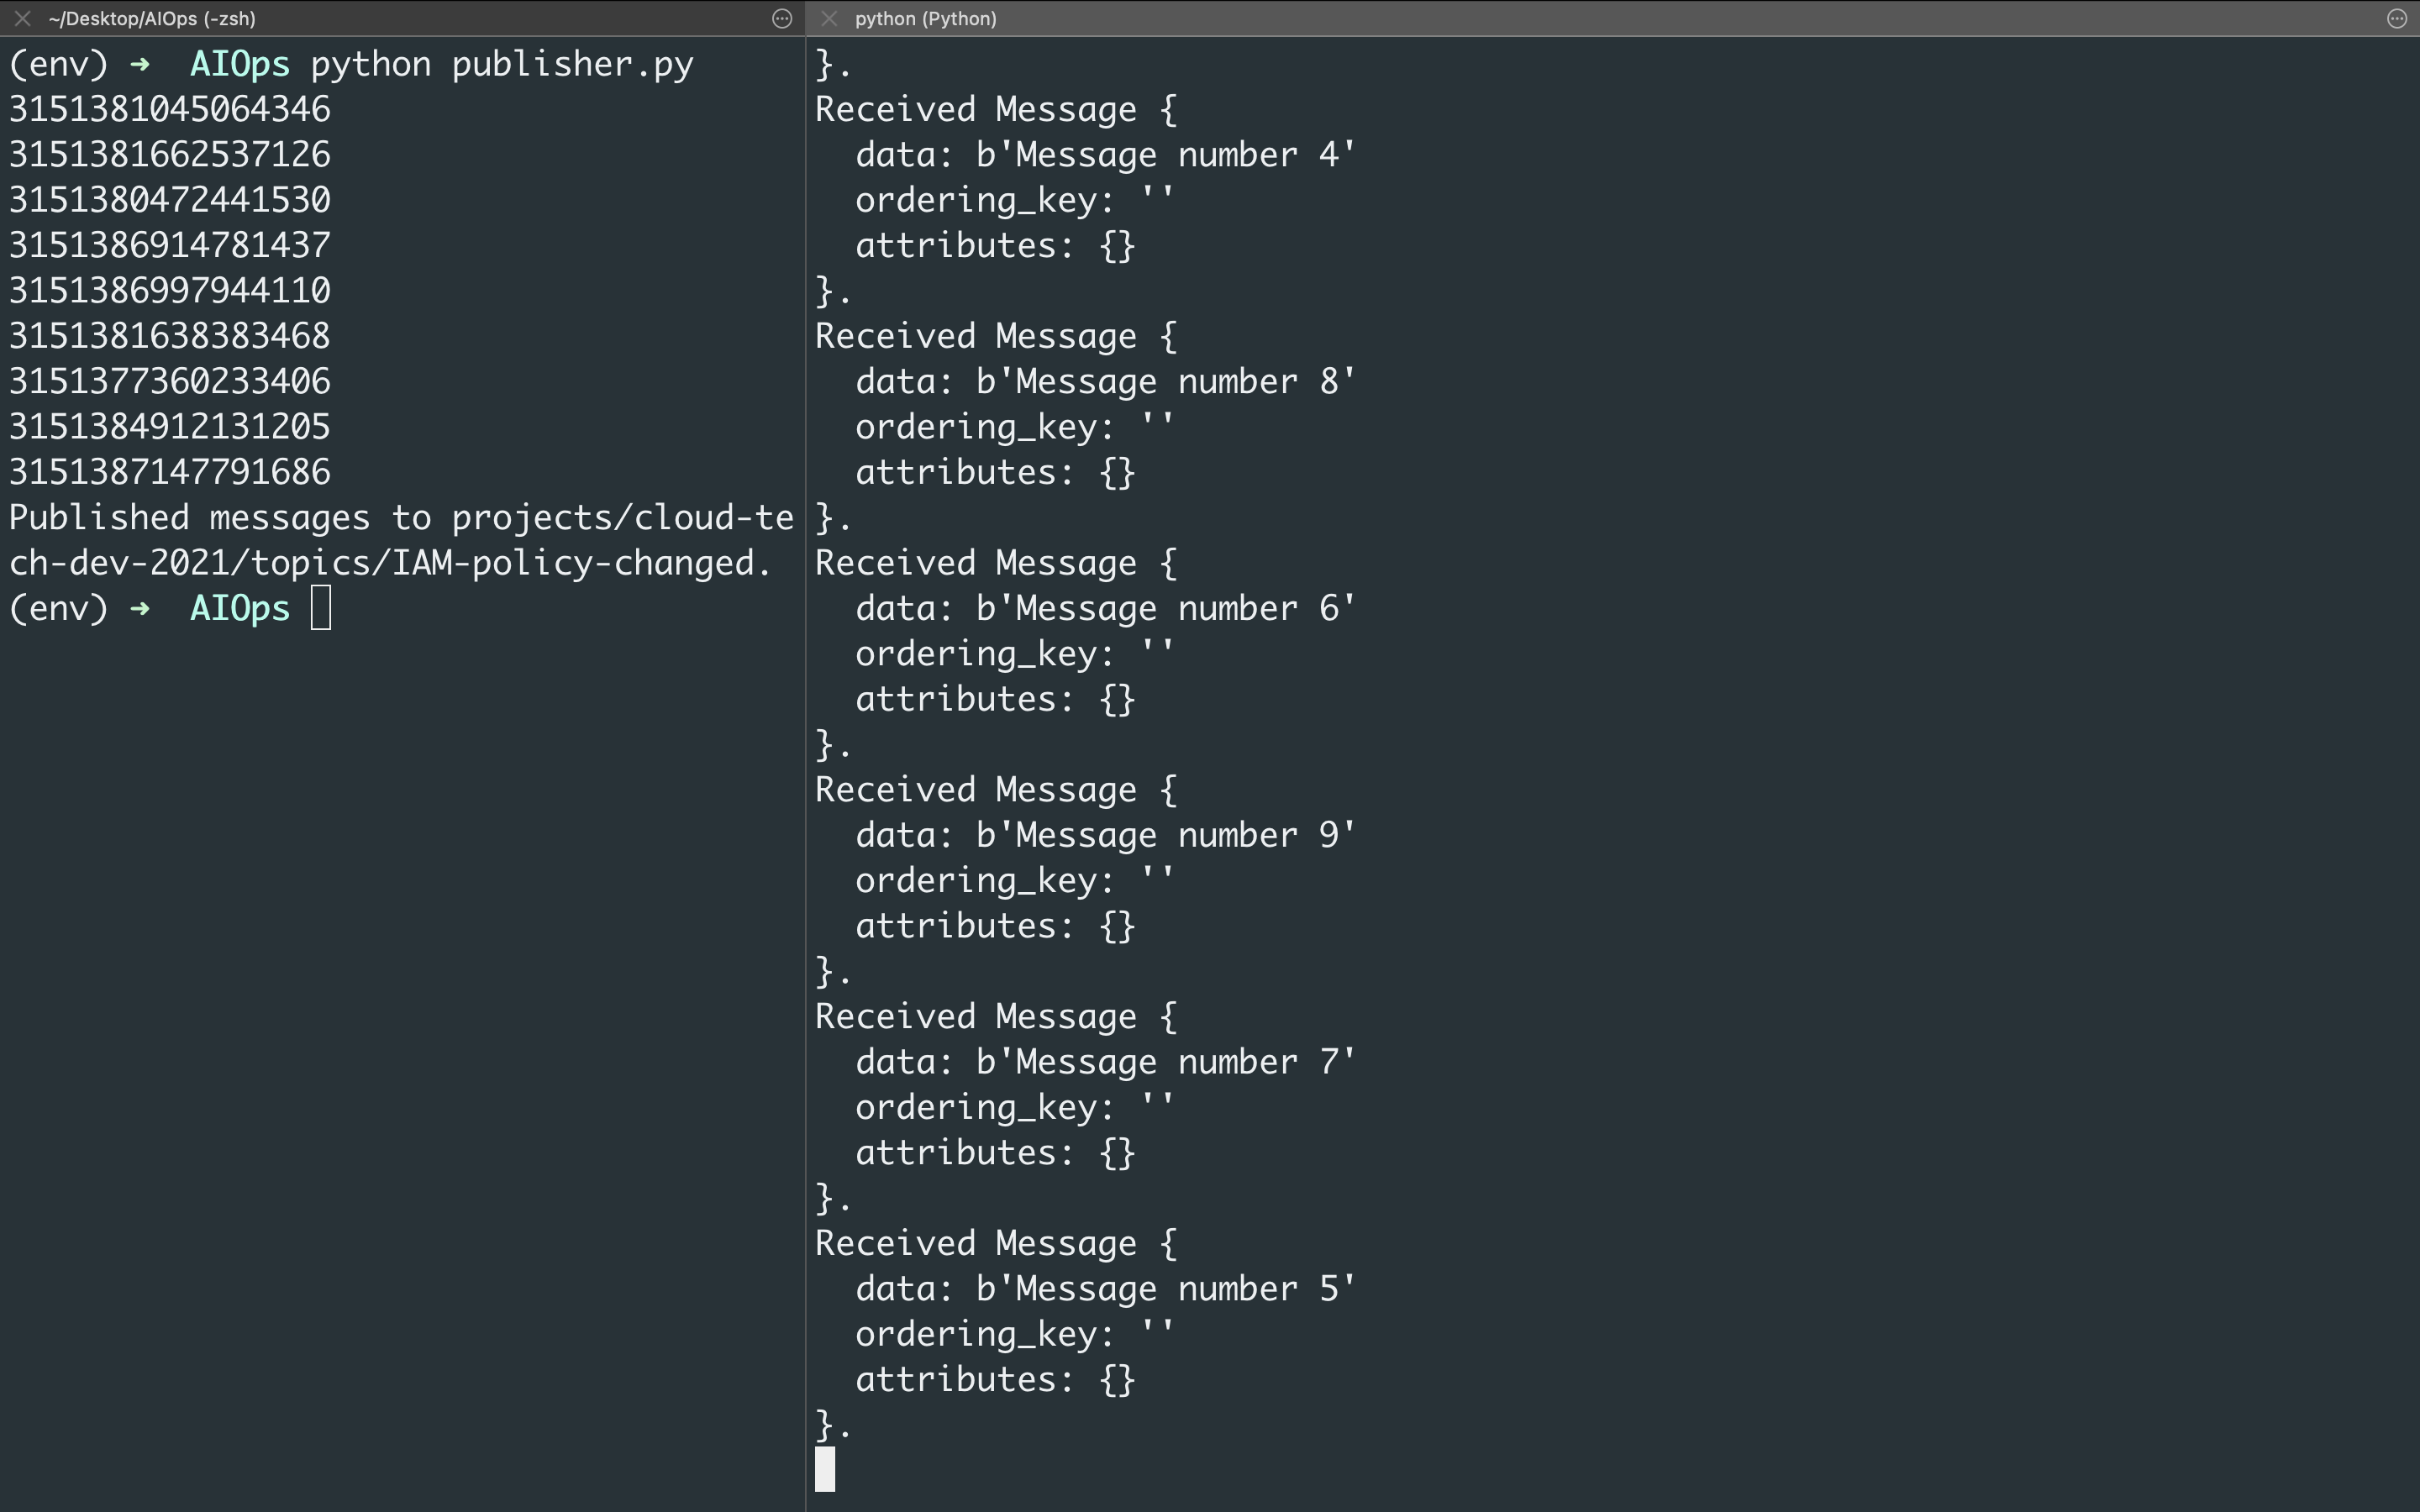 ~/Desktop/AIOps (-zsh)
(env) ➜  AIOps python publisher.py
3151381045064346
3151381662537126
3151380472441530
3151386914781437
3151386997944110
3151381638383468
3151377360233406
3151384912131205
3151387147791686
Published messages to projects/cloud-te
ch-dev-2021/topics/IAM-policy-changed.
(env) ➜  AIOps
python (Python)
}.
Received Message {
  data: b'Message number 4'
  ordering_key: ''
  attributes: {}
}.
Received Message {
  data: b'Message number 8'
  ordering_key: ''
  attributes: {}
}.
Received Message {
  data: b'Message number 6'
  ordering_key: ''
  attributes: {}
}.
Received Message {
  data: b'Message number 9'
  ordering_key: ''
  attributes: {}
}.
Received Message {
  data: b'Message number 7'
  ordering_key: ''
  attributes: {}
}.
Received Message {
  data: b'Message number 5'
  ordering_key: ''
  attributes: {}
}.